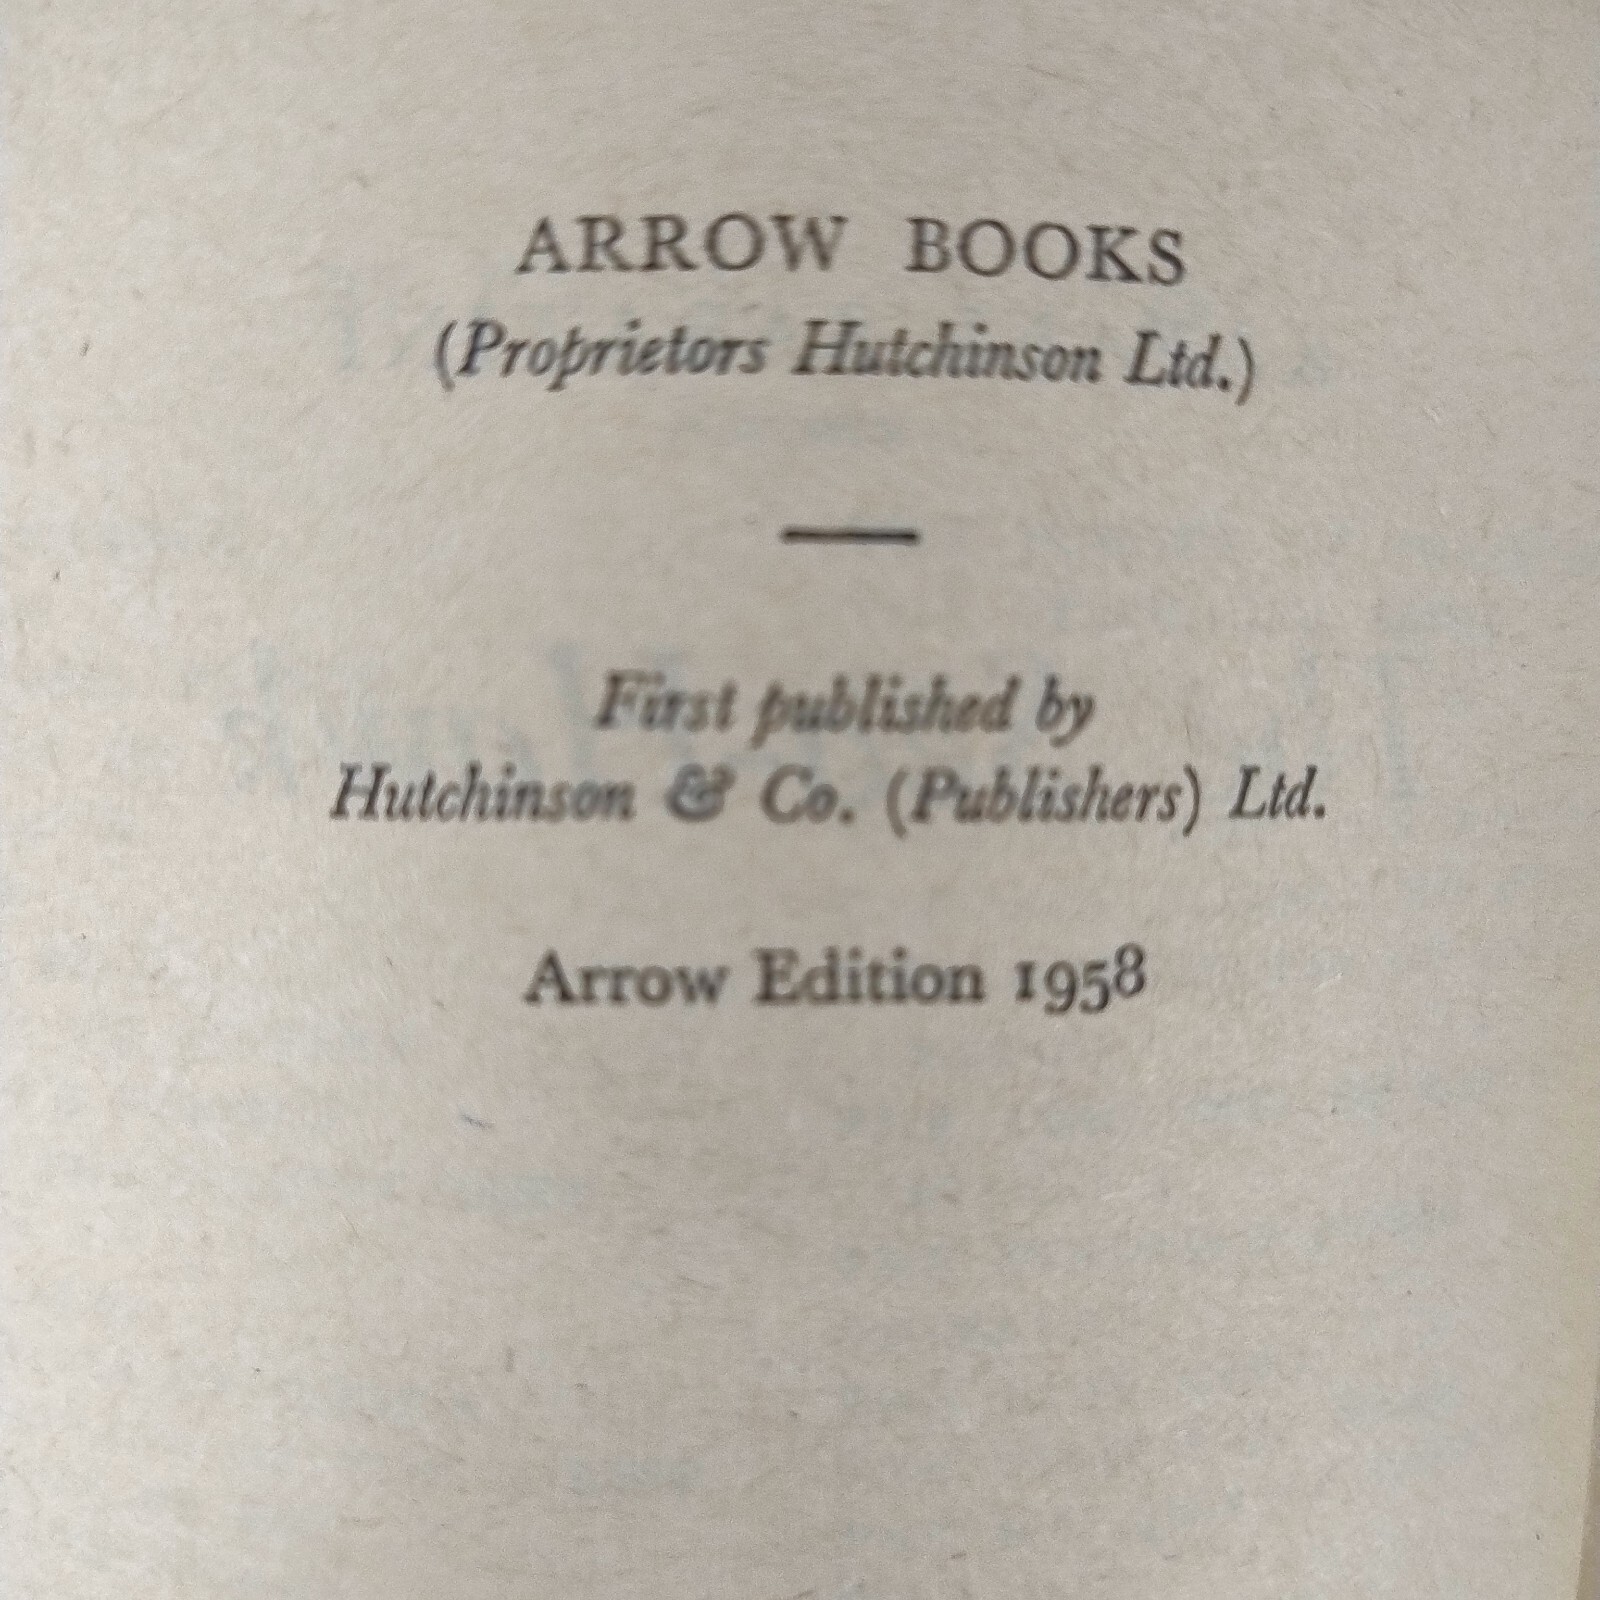 ARROW BOOKS
(Proprietors Hutchinson Ltd.)
First published by
Hutchinson & Co. (Publishers) Ltd.
Arrow Edition 1958